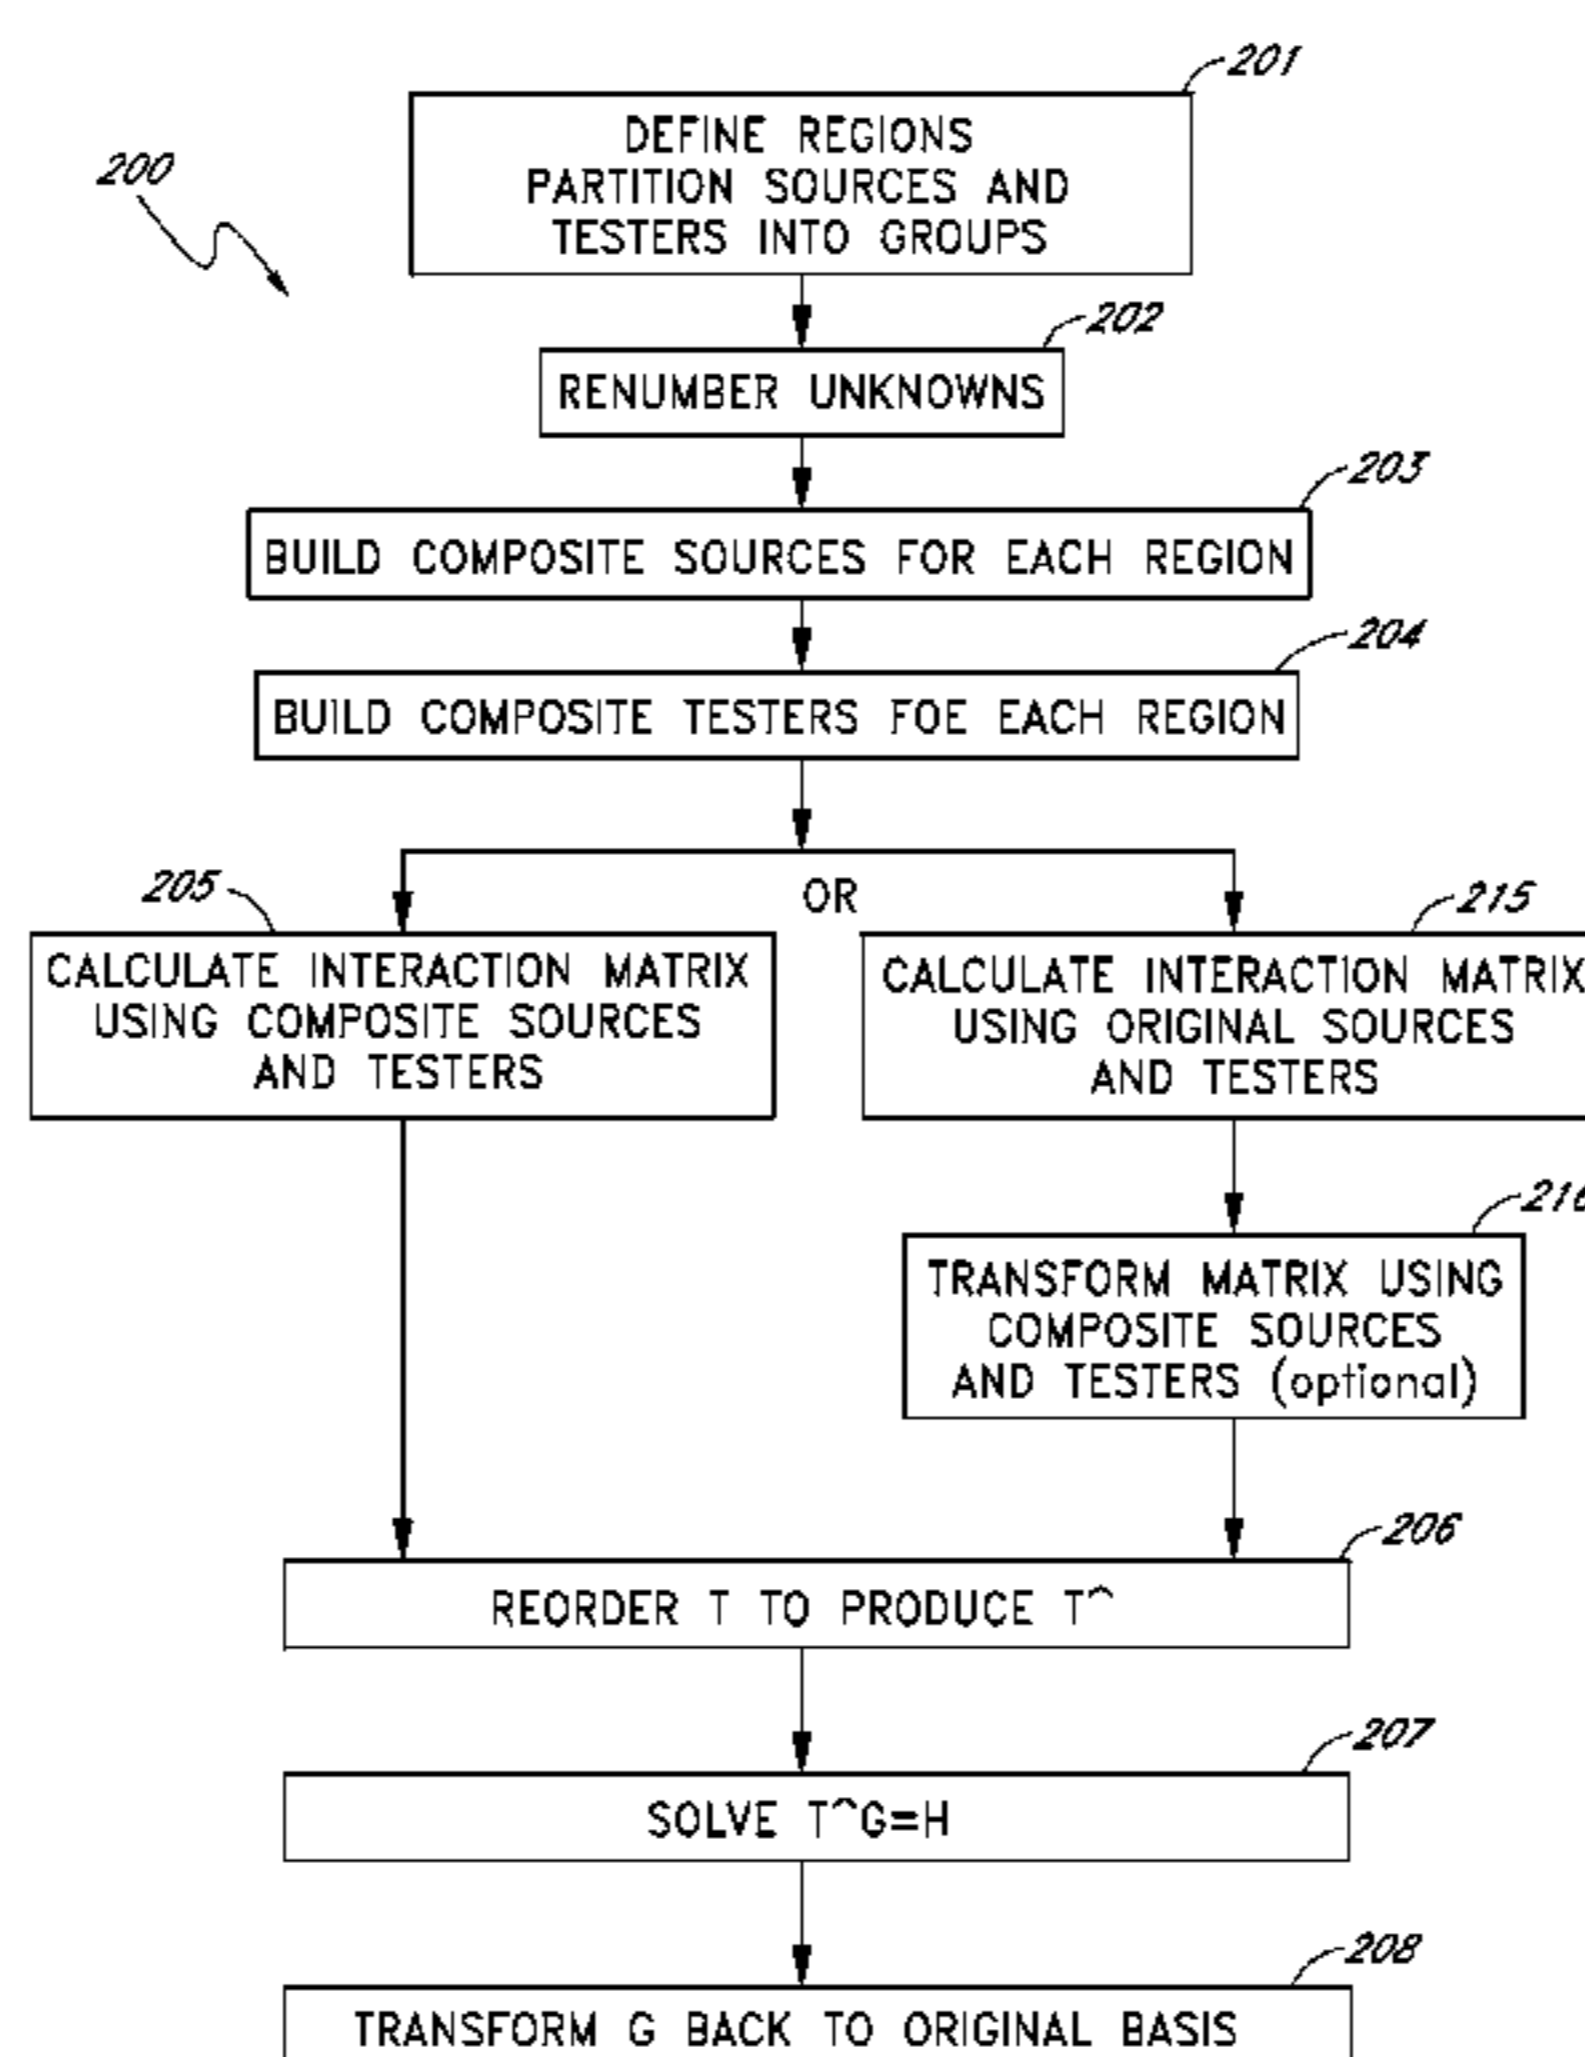 201
DEFINE REGIONS
PARTITION SOURCES AND
TESTERS INTO GROUPS
200
202
RENUMBER UNKNOWNS
203
BUILD COMPOSITE SOURCES FOR EACH REGION
204
BUILD COMPOSITE TESTERS FOE EACH REGION
OR
205
CALCULATE INTERACTION MATRIX
USING COMPOSITE SOURCES
AND TESTERS
215
CALCULATE INTERACTION MATRIX
USING ORIGINAL SOURCES
AND TESTERS
216
TRANSFORM MATRIX USING
COMPOSITE SOURCES
AND TESTERS (optional)
206
REORDER T TO PRODUCE T^
207
SOLVE T^G=H
208
TRANSFORM G BACK TO ORIGINAL BASIS